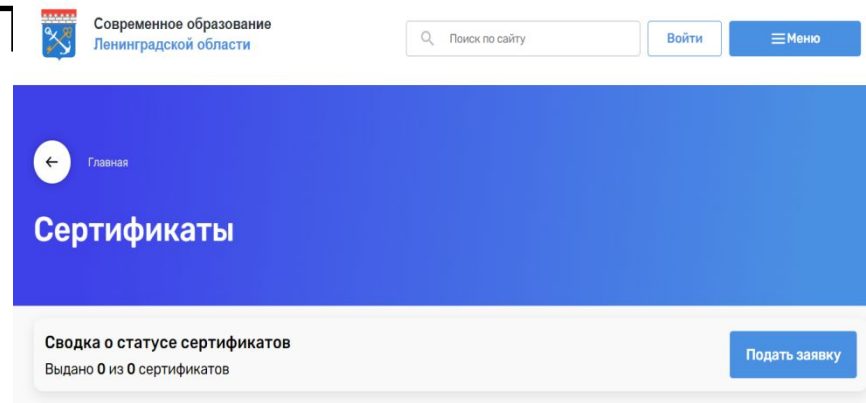 Современное образование
Ленинградской области
Поиск по сайту
Войти
Меню
Главная
Сертификаты
Сводка о статусе сертификатов
Выдано 0 из 0 сертификатов
Подать заявку